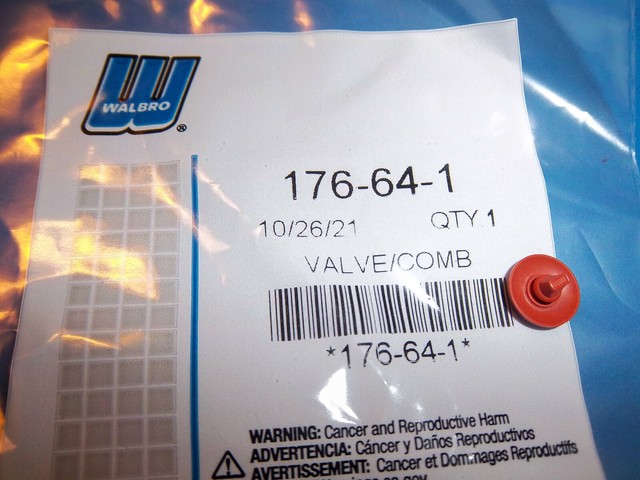 WALBRO
®
176-64-1
10/26/21 QTY 1
VALVE/COMB
*176-64-1*
WARNING: Cancer and Reproductive Harm
ADVERTENCIA: Cáncer y Daños Reproductivos
AVERTISSEMENT: Cancer et Dommages Reproductifs